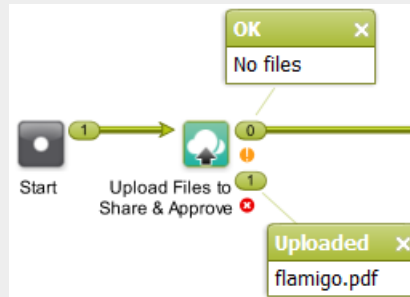 OK
No files
1
0
Start
Upload Files to
Share & Approve
1
Uploaded
flamigo.pdf